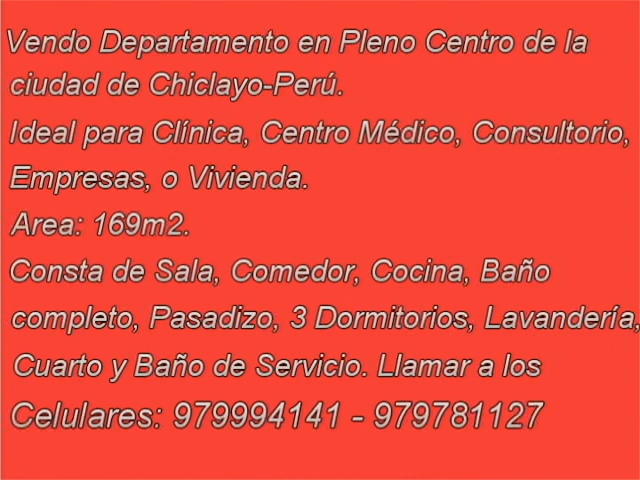 Vendo Departamento en Pleno Centro de la
ciudad de Chiclayo-Perú.
Ideal para Clínica, Centro Médico, Consultorio,
Empresas, o Vivienda.
Area: 169m2.
Consta de Sala, Comedor, Cocina, Baño
completo, Pasadizo, 3 Dormitorios, Lavandería,
Cuarto y Baño de Servicio. Llamar a los
Celulares: 979994141 - 979781127